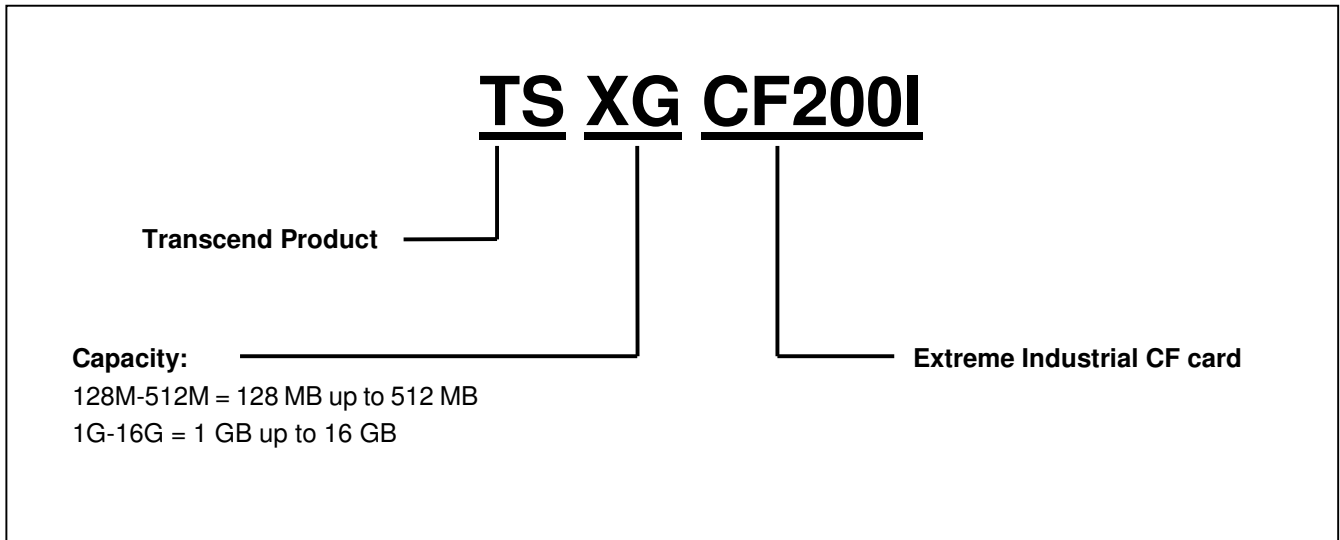 TS XG CF200I
Transcend Product
Capacity:
128M-512M = 128 MB up to 512 MB
1G-16G = 1 GB up to 16 GB
Extreme Industrial CF card